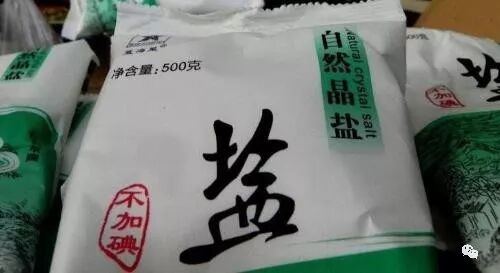 净含量:500克
自然晶盐
Natural crystal salt
盐
不加碘